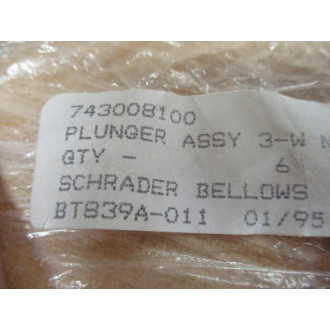 743008100
PLUNGER ASSY 3-W
QTY - 6
SCHRADER BELLOWS
BT839A-011 01/95